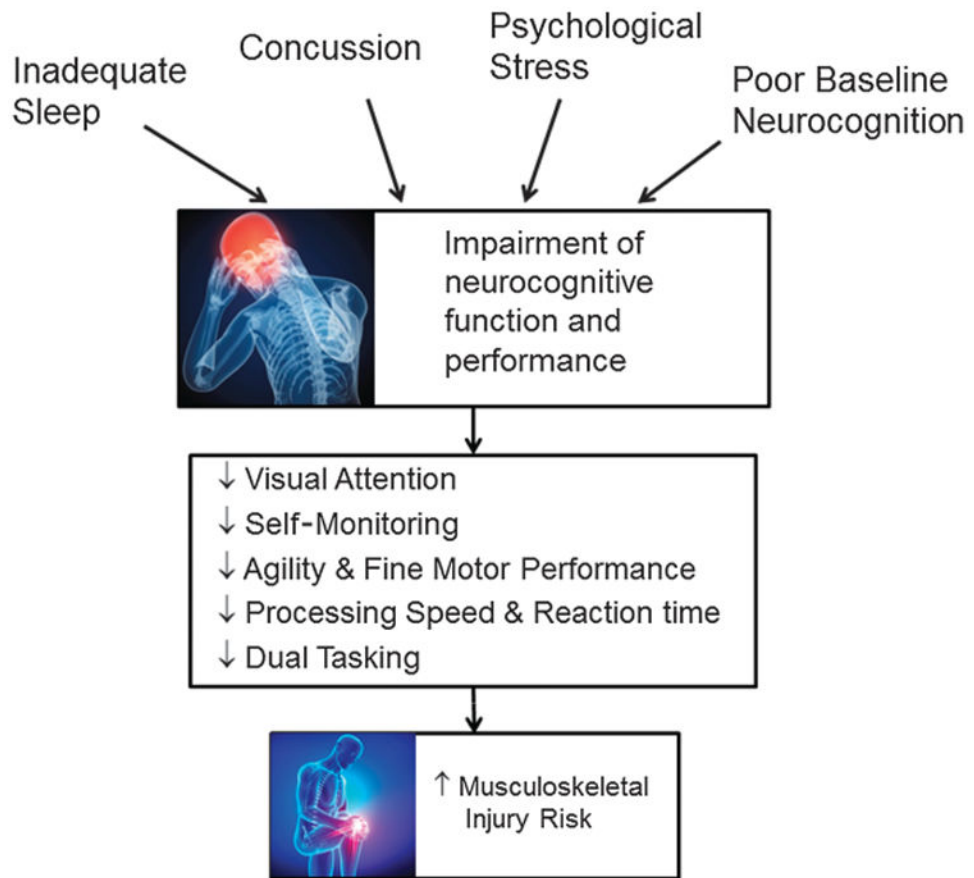 Inadequate
Sleep
Concussion
Psychological
Stress
Poor Baseline
Neurocognition
Impairment of
neurocognitive
function and
performance
↓ Visual Attention
↓ Self-Monitoring
↓ Agility & Fine Motor Performance
↓ Processing Speed & Reaction time
↓ Dual Tasking
↑ Musculoskeletal
Injury Risk